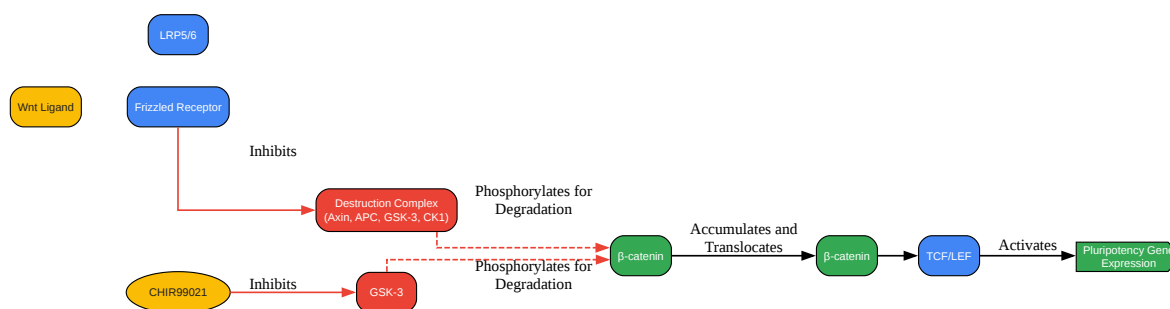 LRP5/6
Wnt Ligand
Frizzled Receptor
Inhibits
Destruction Complex
(Axin, APC, GSK-3, CK1)
Phosphorylates for
Degradation
β-catenin
Accumulates and
Translocates
β-catenin
TCF/LEF
Activates
Pluripotency Gene
Expression
Phosphorylates for
Degradation
CHIR99021
Inhibits
GSK-3